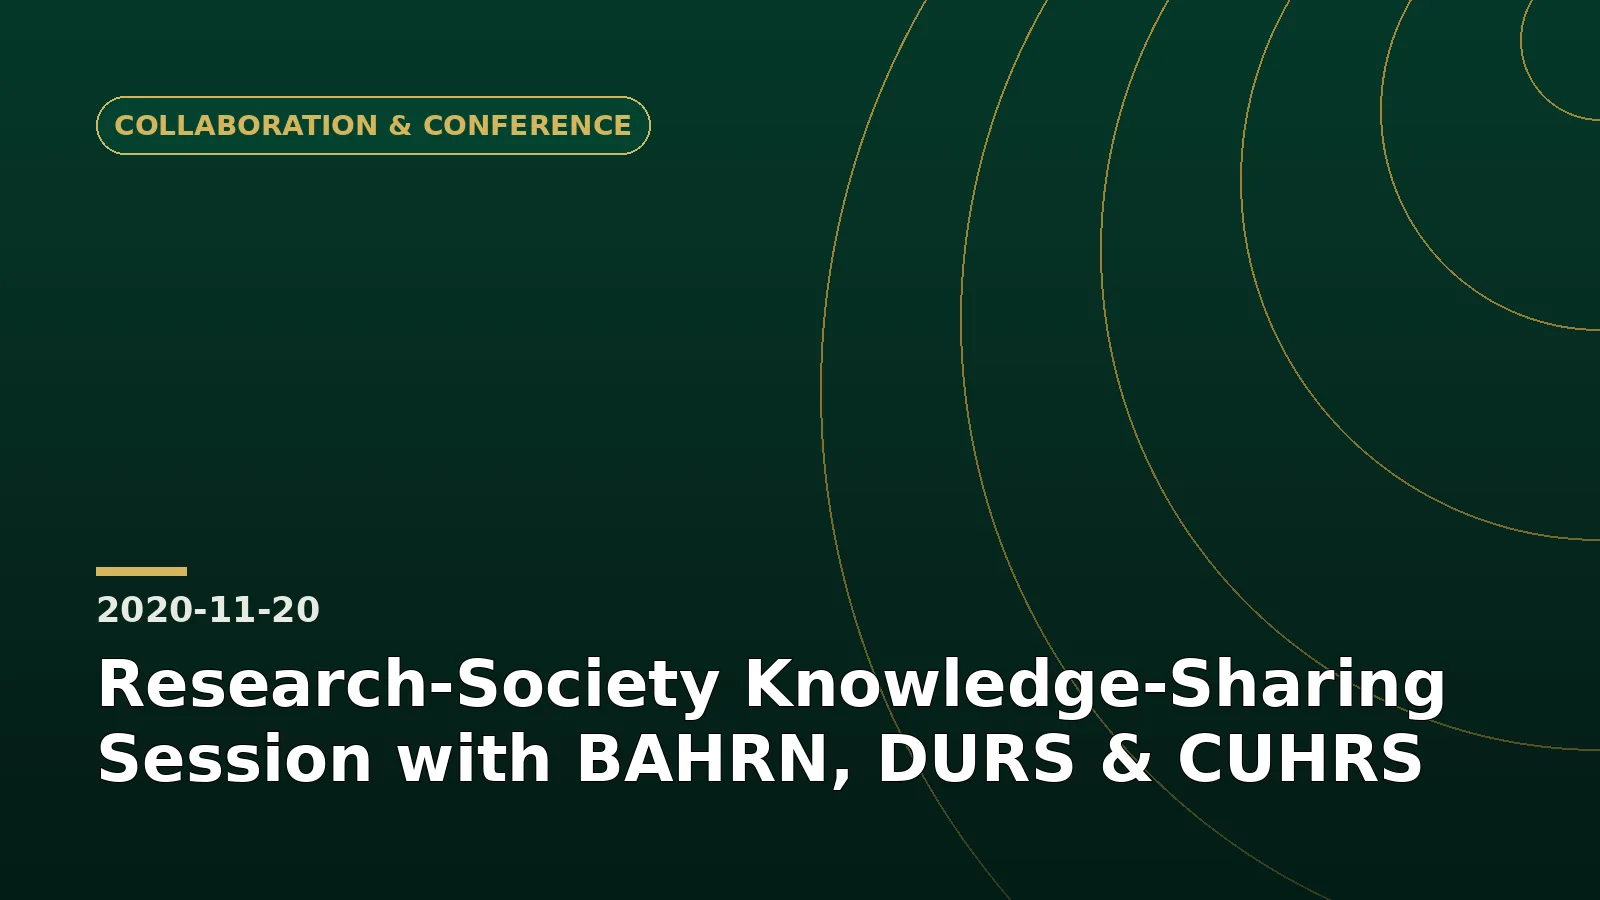 COLLABORATION & CONFERENCE
2020-11-20
Research-Society Knowledge-Sharing
Session with BAHRN, DURS & CUHRS